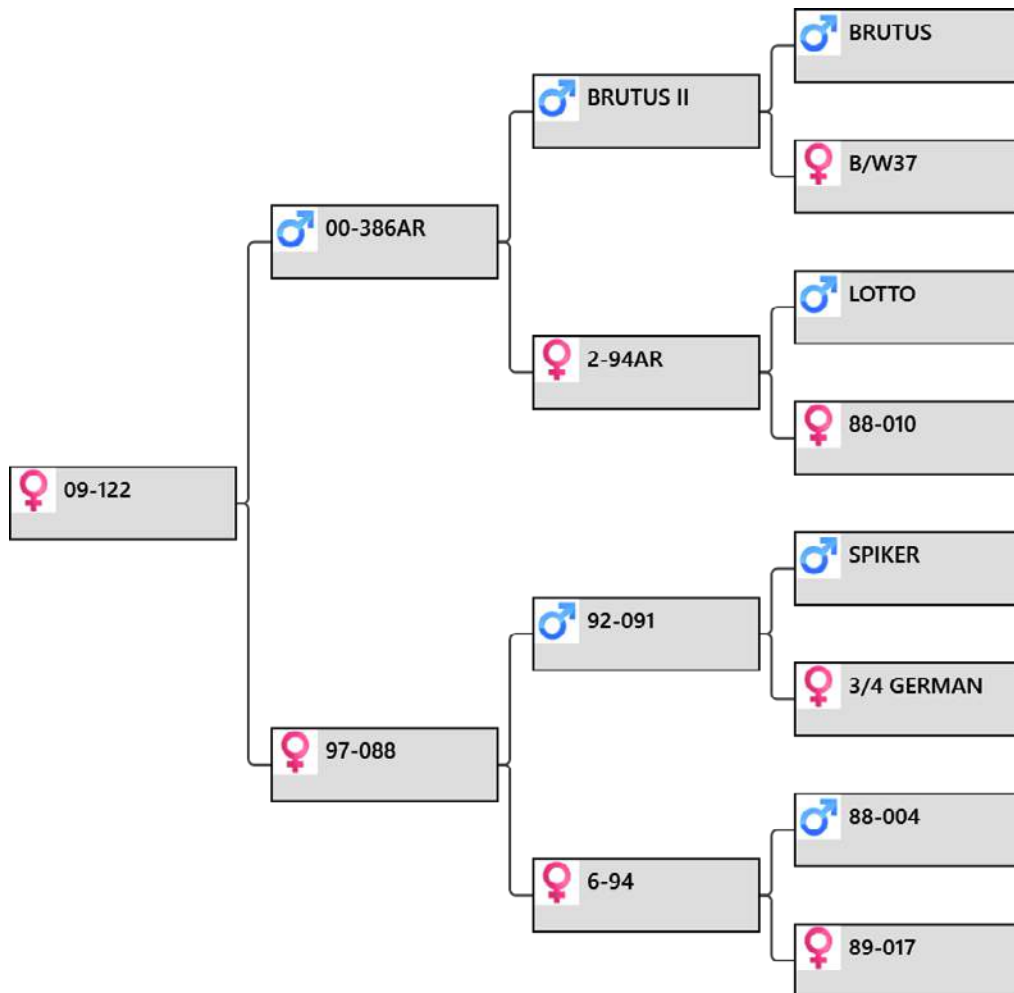 BRUTUS
BRUTUS II
B/W37
00-386AR
LOTTO
2-94AR
88-010
09-122
SPIKER
92-091
3/4 GERMAN
97-088
88-004
6-94
89-017